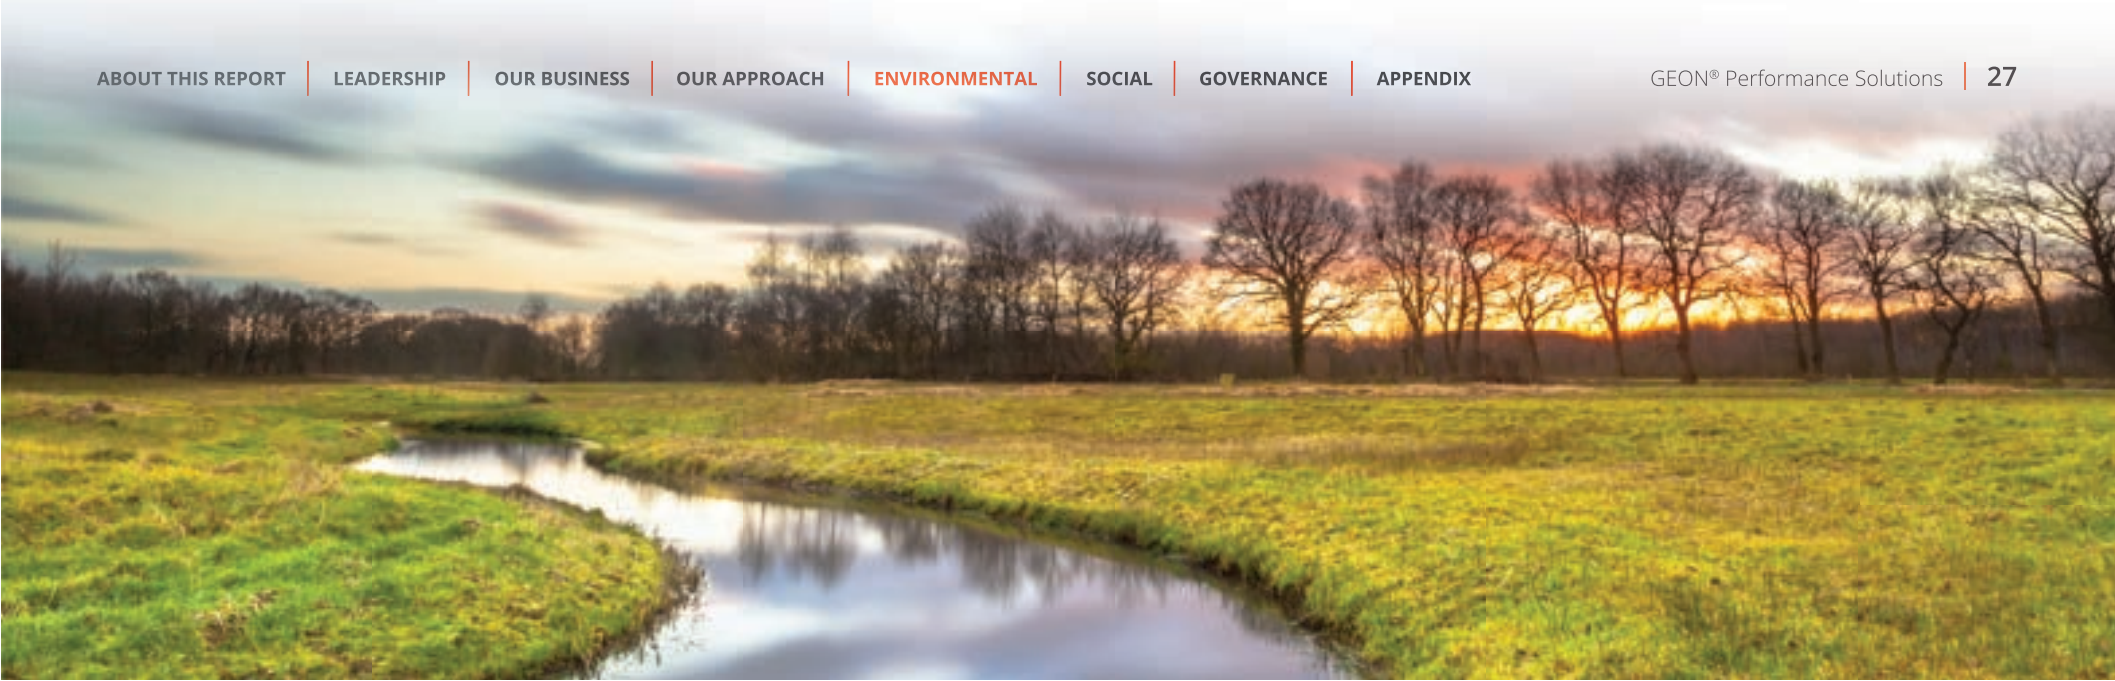 ABOUT THIS REPORT | LEADERSHIP | OUR BUSINESS | OUR APPROACH | ENVIRONMENTAL | SOCIAL | GOVERNANCE | APPENDIX GEON® Performance Solutions | 27